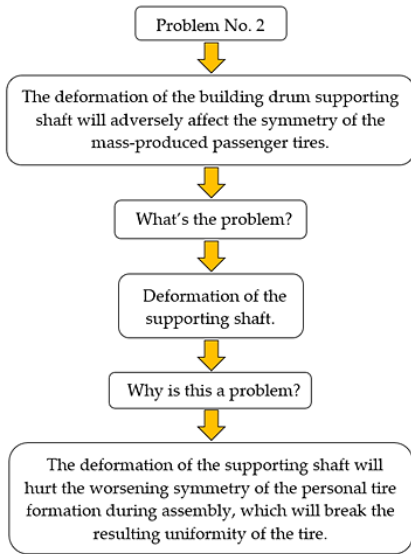 Problem No. 2
The deformation of the building drum supporting
shaft will adversely affect the symmetry of the
mass-produced passenger tires.
What's the problem?
Deformation of the
supporting shaft.
Why is this a problem?
The deformation of the supporting shaft will
hurt the worsening symmetry of the personal tire
formation during assembly, which will break the
resulting uniformity of the tire.